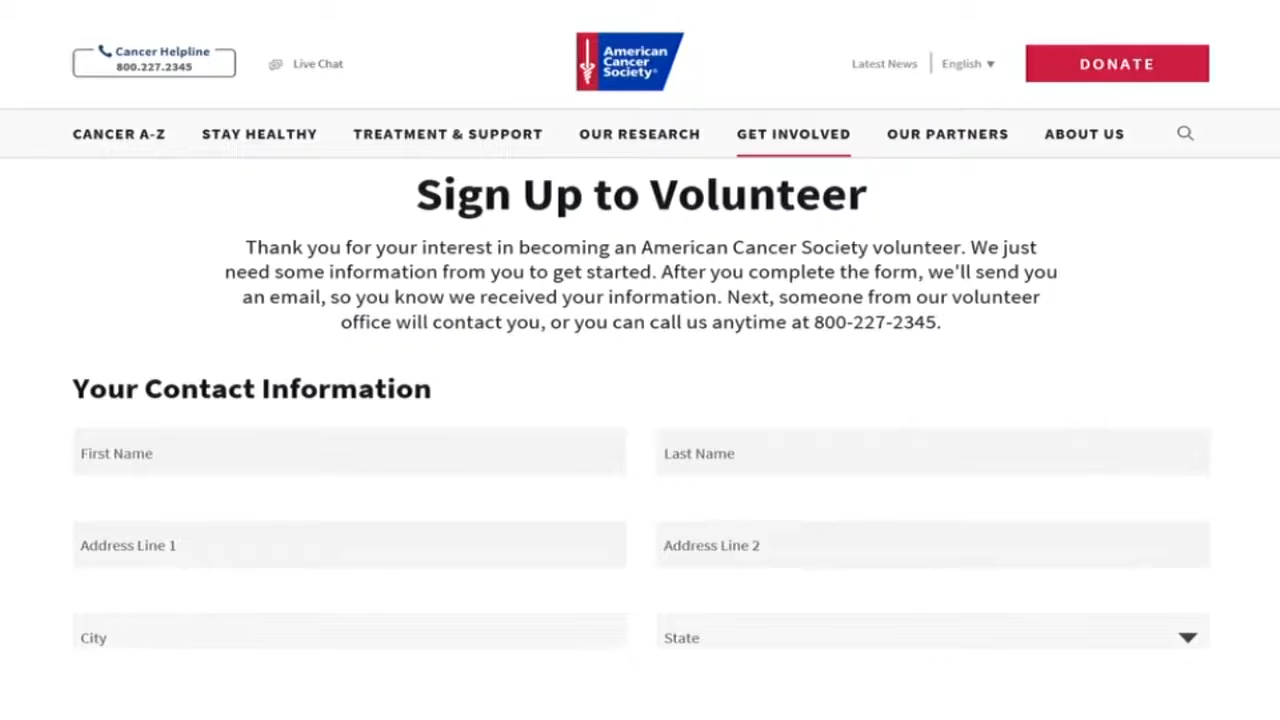 Cancer Helpline
800.227.2345
Live Chat
American
Cancer
Society®
Latest News
English
DONATE
CANCER A-Z
STAY HEALTHY
TREATMENT & SUPPORT
OUR RESEARCH
GET INVOLVED
OUR PARTNERS
ABOUT US
Sign Up to Volunteer
Thank you for your interest in becoming an American Cancer Society volunteer. We just
need some information from you to get started. After you complete the form, we'll send you
an email, so you know we received your information. Next, someone from our volunteer
office will contact you, or you can call us anytime at 800-227-2345.
Your Contact Information
First Name
Last Name
Address Line 1
Address Line 2
City
State